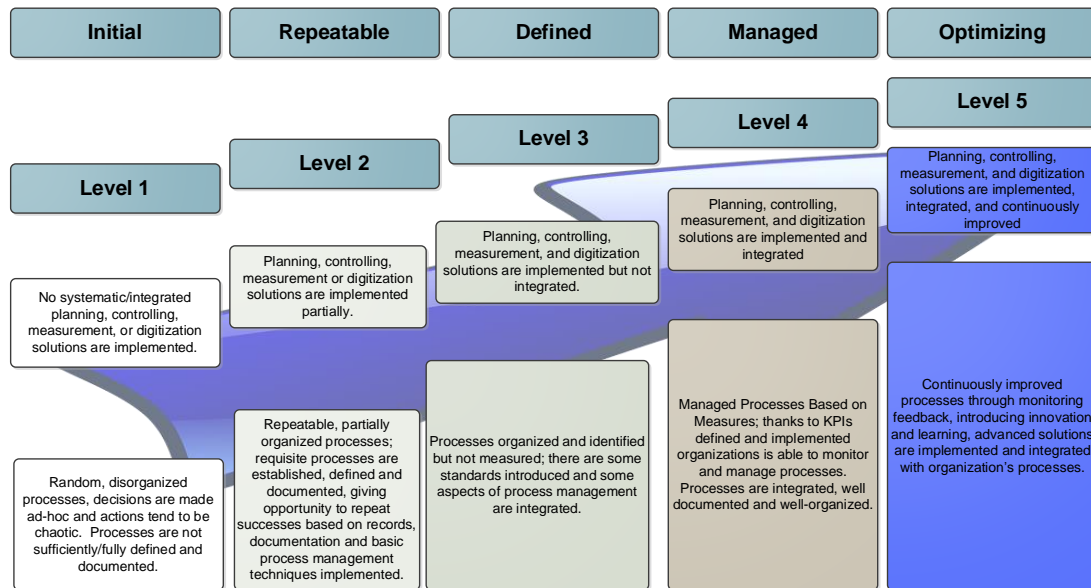 Initial
Repeatable
Defined
Managed
Optimizing
Level 1
Level 2
Level 3
Level 4
Level 5
No systematic/integrated
planning, controlling,
measurement, or digitization
solutions are implemented.
Planning, controlling,
measurement or digitization
solutions are implemented
partially.
Planning, controlling,
measurement, and digitization
solutions are implemented but not
integrated.
Planning, controlling,
measurement, and digitization
solutions are implemented and
integrated
Planning, controlling,
measurement, and digitization
solutions are implemented,
integrated, and continuously
improved
Random, disorganized
processes, decisions are made
ad-hoc and actions tend to be
chaotic. Processes are not
sufficiently/fully defined and
documented.
Repeatable, partially
organized processes;
requisite processes are
established, defined and
documented, giving
opportunity to repeat
successes based on records,
documentation and basic
process management
techniques implemented.
Processes organized and identified
but not measured; there are some
standards introduced and some
aspects of process management
are integrated.
Managed Processes Based on
Measures; thanks to KPIs
defined and implemented
organizations is able to monitor
and manage processes.
Processes are integrated, well
documented and well-organized.
Continuously improved
processes through monitoring
feedback, introducing innovation
and learning, advanced solutions
are implemented and integrated
with organization's processes.